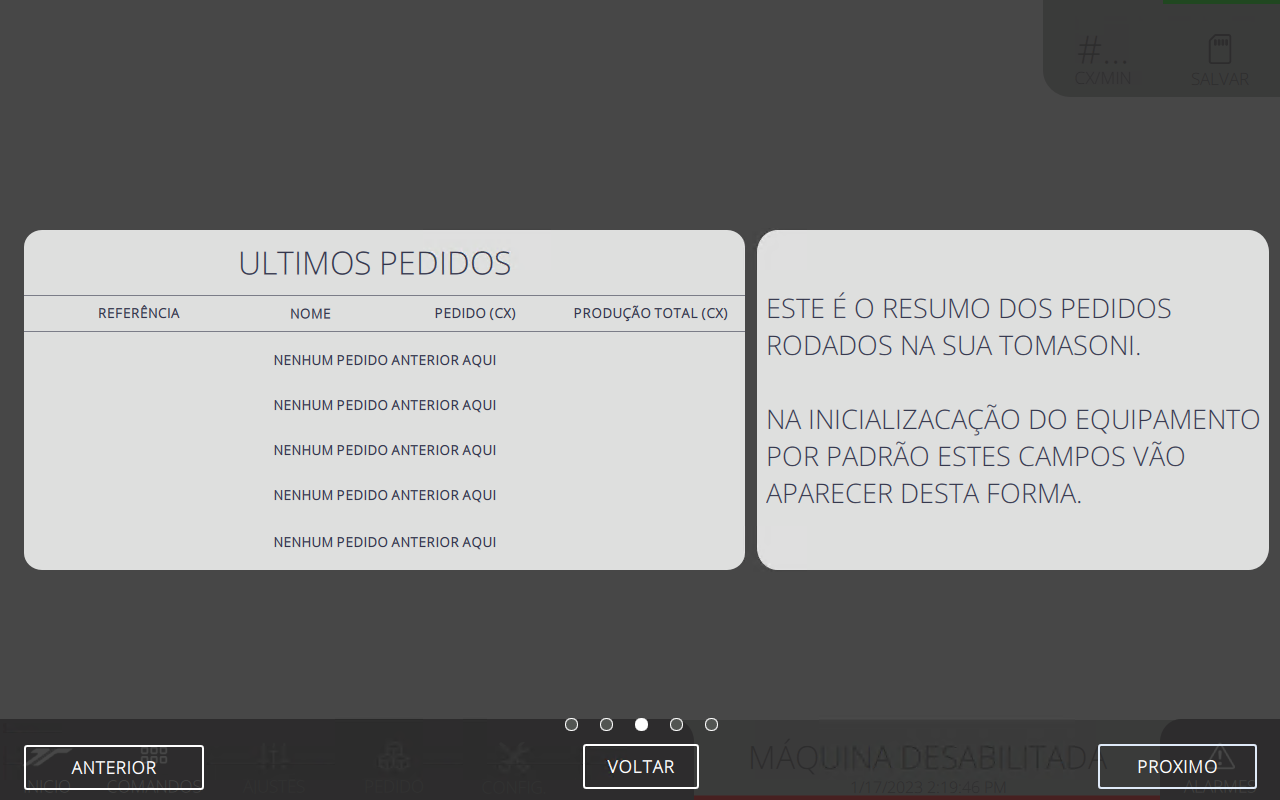 #...
CX/MIN
SALVAR
ULTIMOS PEDIDOS
REFERÊNCIA NOME PEDIDO (CX) PRODUÇÃO TOTAL (CX)
NENHUM PEDIDO ANTERIOR AQUI
NENHUM PEDIDO ANTERIOR AQUI
NENHUM PEDIDO ANTERIOR AQUI
NENHUM PEDIDO ANTERIOR AQUI
NENHUM PEDIDO ANTERIOR AQUI
ESTE É O RESUMO DOS PEDIDOS
RODADOS NA SUA TOMASONI.
NA INICIALIZACAÇÃO DO EQUIPAMENTO
POR PADRÃO ESTES CAMPOS VÃO
APARECER DESTA FORMA.
ANTERIOR
VOLTAR
PROXIMO
INICIO COMANDOS AJUSTES PEDIDO CONFIG
MÁQUINA DESABILITADA
1/17/2023 2:19:46 PM
ALARMES